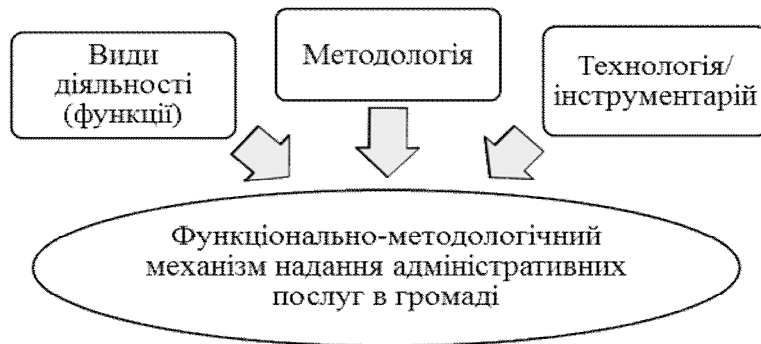 Види
діяльності
(функції)
Методологія
Технологія/
інструментарій
Функціонально-методологічний
механізм надання адміністративних
послуг в громаді